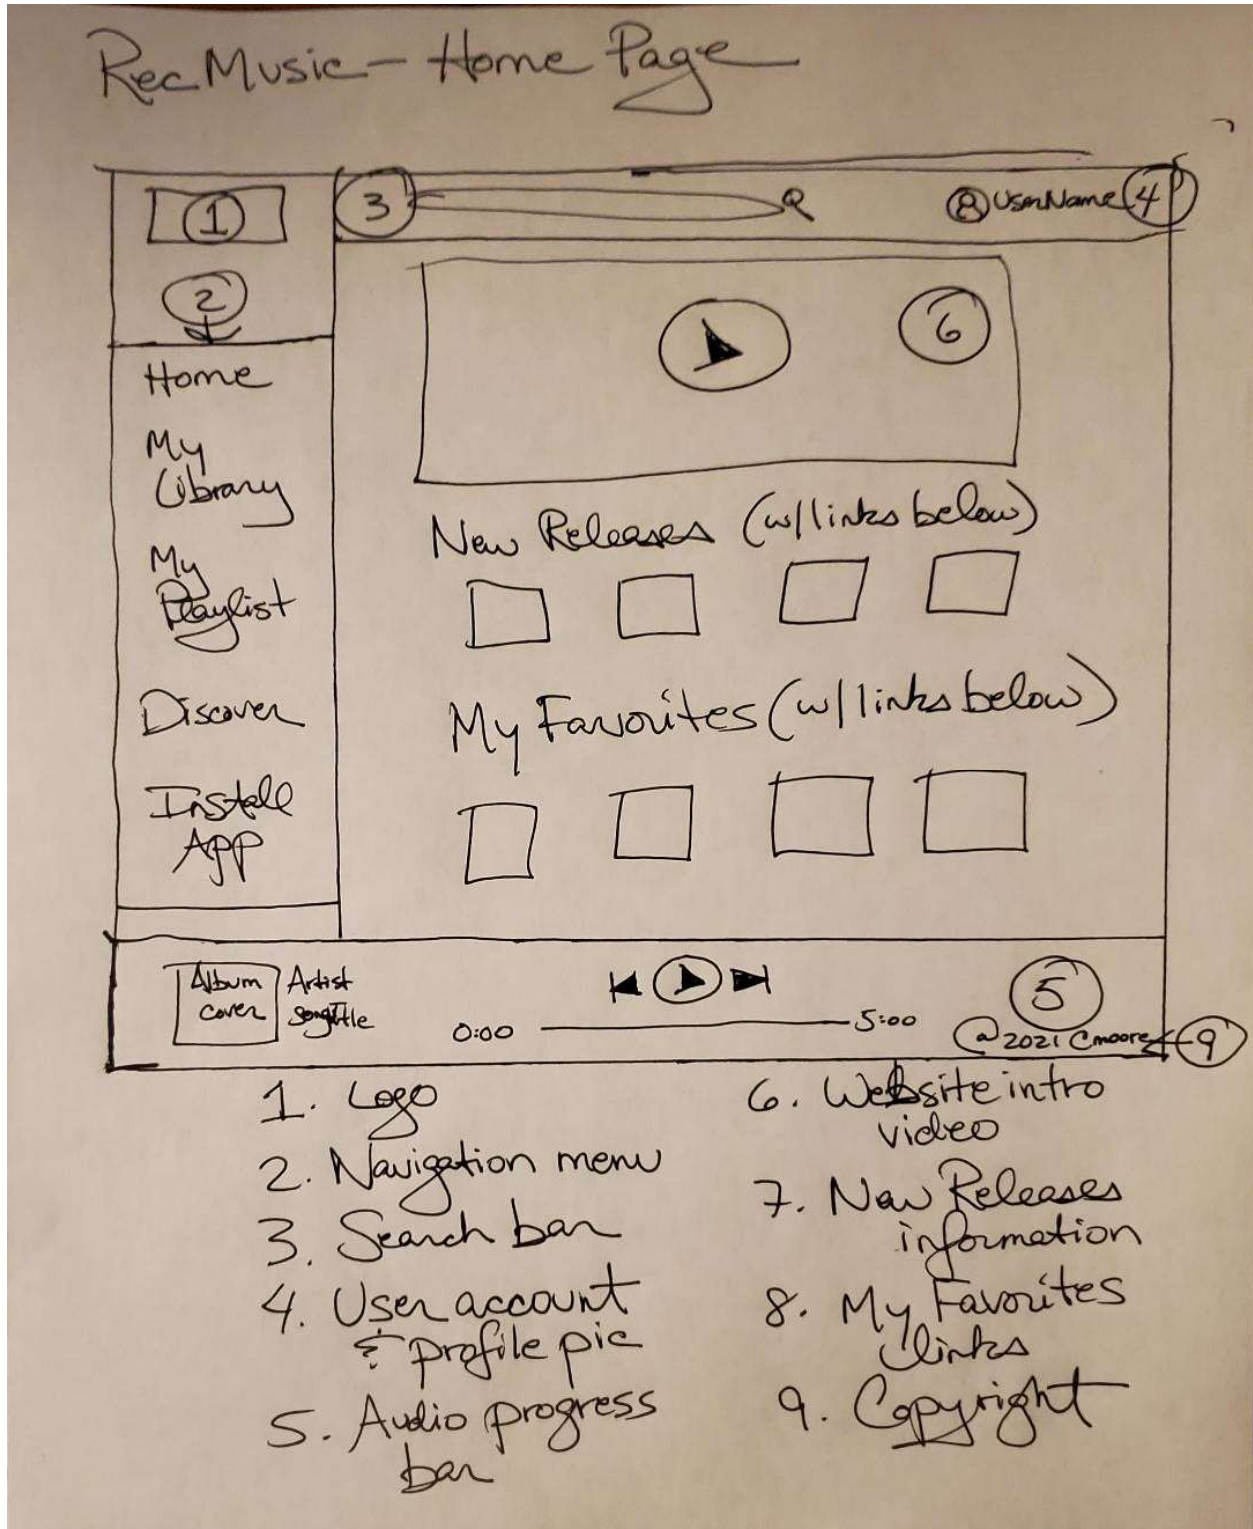 RecMusic - Home Page
1
3
UserName
4
2
6
Home
My
Library
My
Playlist
Discover
Install
App
New Releases (w/links below)
My Favorites (w/links below)
Album
cover
Artist
songTitle
0:00
5:00
5
@2021 Cmoore
9
1. Logo
2. Navigation menu
3. Search bar
4. User account
& profile pic
5. Audio progress
bar
6. Website intro
video
7. New Releases
information
8. My Favorites
links
9. Copyright